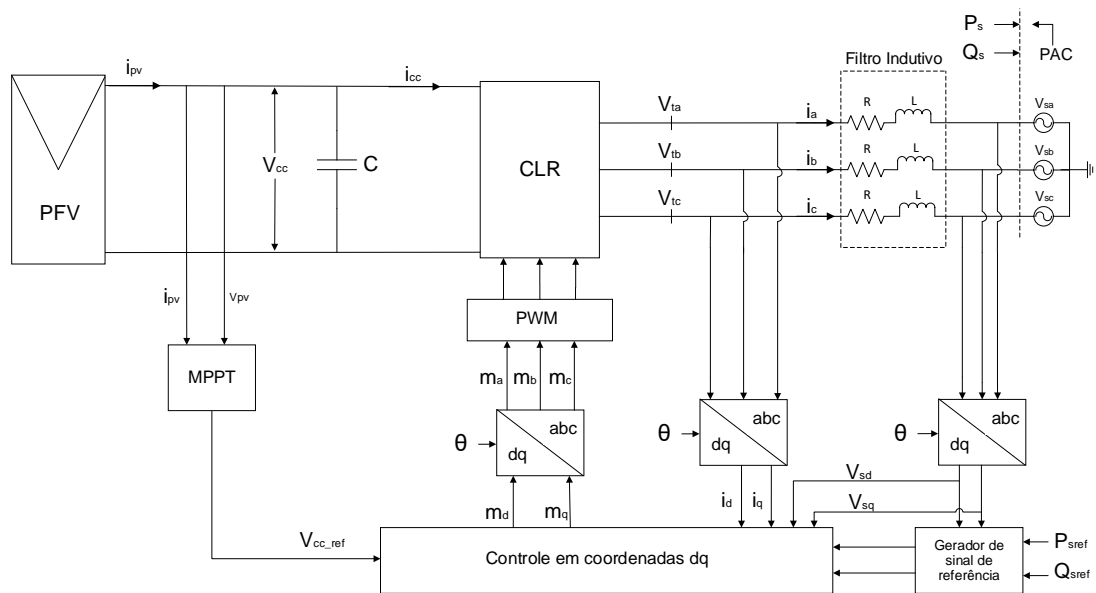 Ps
Qs
PAC
Filtro Indutivo
ipv
icc
Vta
ia
R
L
Vsa
Vcc
C
CLR
Vtb
ib
R
L
Vsb
PFV
Vtc
ic
R
L
Vsc
ipv
Vpv
PWM
MPPT
ma
mb
mc
θ
abc
dq
θ
abc
dq
θ
abc
dq
Vsd
Vsq
md
mq
id
iq
Vcc_ref
Controle em coordenadas dq
Gerador de
sinal de
referência
Psref
Qsref